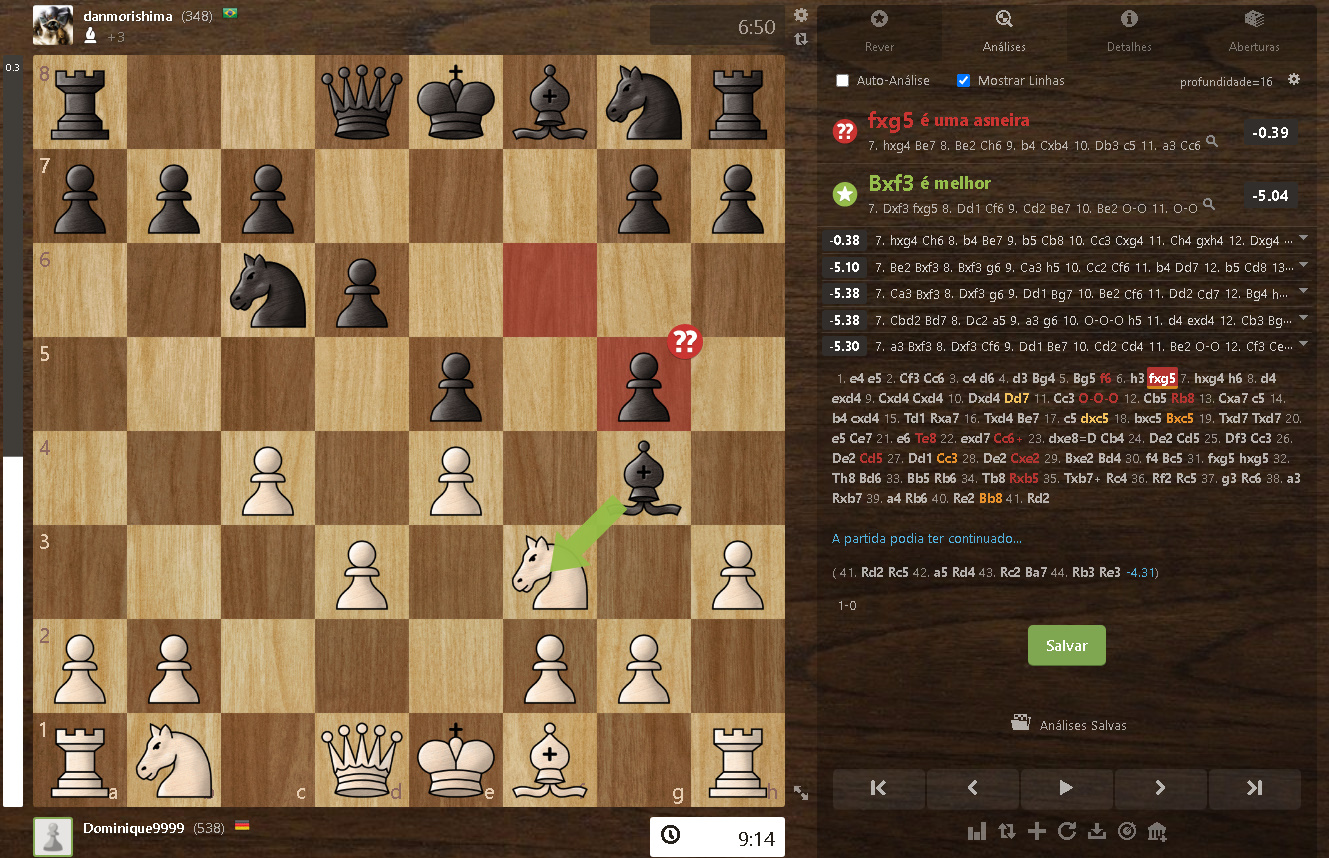 danmorishima (348)
+3
6:50
0.3
8
7
6
5
4
3
2
1
a
c
d
e
g
h
??
Dominique9999 (538)
9:14
Rever
Análises
Detalhes
Aberturas
Auto-Análise Mostrar Linhas profundidade=16
?? fxg5 é uma asneira -0.39
7. hxg4 Be7 8. Be2 Ch6 9. b4 Cxb4 10. Db3 c5 11. a3 Cc6
Bxf3 é melhor -5.04
7. Dxf3 fxg5 8. Dd1 Cf6 9. Cd2 Be7 10. Be2 O-O 11. O-O
-0.38 7. hxg4 Ch6 8. b4 Be7 9. b5 Cb8 10. Cc3 Cxg4 11. Ch4 gxh4 12. Dxg4 ...
-5.10 7. Be2 Bxf3 8. Bxf3 g6 9. Ca3 h5 10. Cc2 Cf6 11. b4 Dd7 12. b5 Cd8 13...
-5.38 7. Ca3 Bxf3 8. Dxf3 g6 9. Dd1 Bg7 10. Be2 Cf6 11. Dd2 Cd7 12. Bg4 h...
-5.38 7. Cbd2 Bd7 8. Dc2 a5 9. a3 g6 10. O-O-O h5 11. d4 exd4 12. Cb3 Bg...
-5.30 7. a3 Bxf3 8. Dxf3 Cf6 9. Dd1 Be7 10. Cd2 Cd4 11. Be2 O-O 12. Cf3 Ce...
1. e4 e5 2. Cf3 Cc6 3. c4 d6 4. d3 Bg4 5. Bg5 f6 6. h3 fxg5 7. hxg4 h6 8. d4
exd4 9. Cxd4 Cxd4 10. Dxd4 Dd7 11. Cc3 O-O-O 12. Cb5 Rb8 13. Cxa7 c5 14.
b4 cxd4 15. Td1 Rxa7 16. Txd4 Be7 17. c5 dxc5 18. bxc5 Bxc5 19. Txd7 Txd7 20.
e5 Ce7 21. e6 Te8 22. exd7 Cc6+ 23. dxe8=D Cb4 24. De2 Cd5 25. Df3 Cc3 26.
De2 Cd5 27. Dd1 Cc3 28. De2 Cxe2 29. Bxe2 Bd4 30. f4 Bc5 31. fxg5 hxg5 32.
Th8 Bd6 33. Bb5 Rb6 34. Tb8 Rxb5 35. Txb7+ Rc4 36. Rf2 Rc5 37. g3 Rc6 38. a3
Rxb7 39. a4 Rb6 40. Re2 Bb8 41. Rd2
A partida podia ter continuado...
( 41. Rd2 Rc5 42. a5 Rd4 43. Rc2 Ba7 44. Rb3 Re3 -4.31)
1-0
Salvar
Análises Salvas